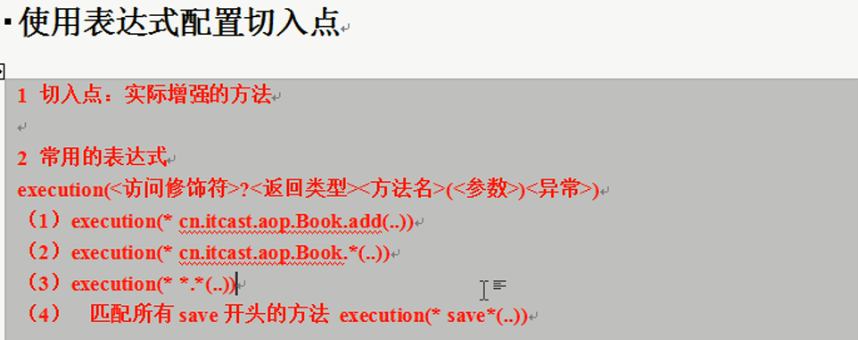 使用表达式配置切入点
1 切入点：实际增强的方法
2 常用的表达式
execution(<访问修饰符>?<返回类型><方法名>(<参数>)<异常>)
（1）execution(* cn.itcast.aop.Book.add(..))
（2）execution(* cn.itcast.aop.Book.*(..))
（3）execution(* *.*(..))
（4） 匹配所有 save 开头的方法 execution(* save*(..))